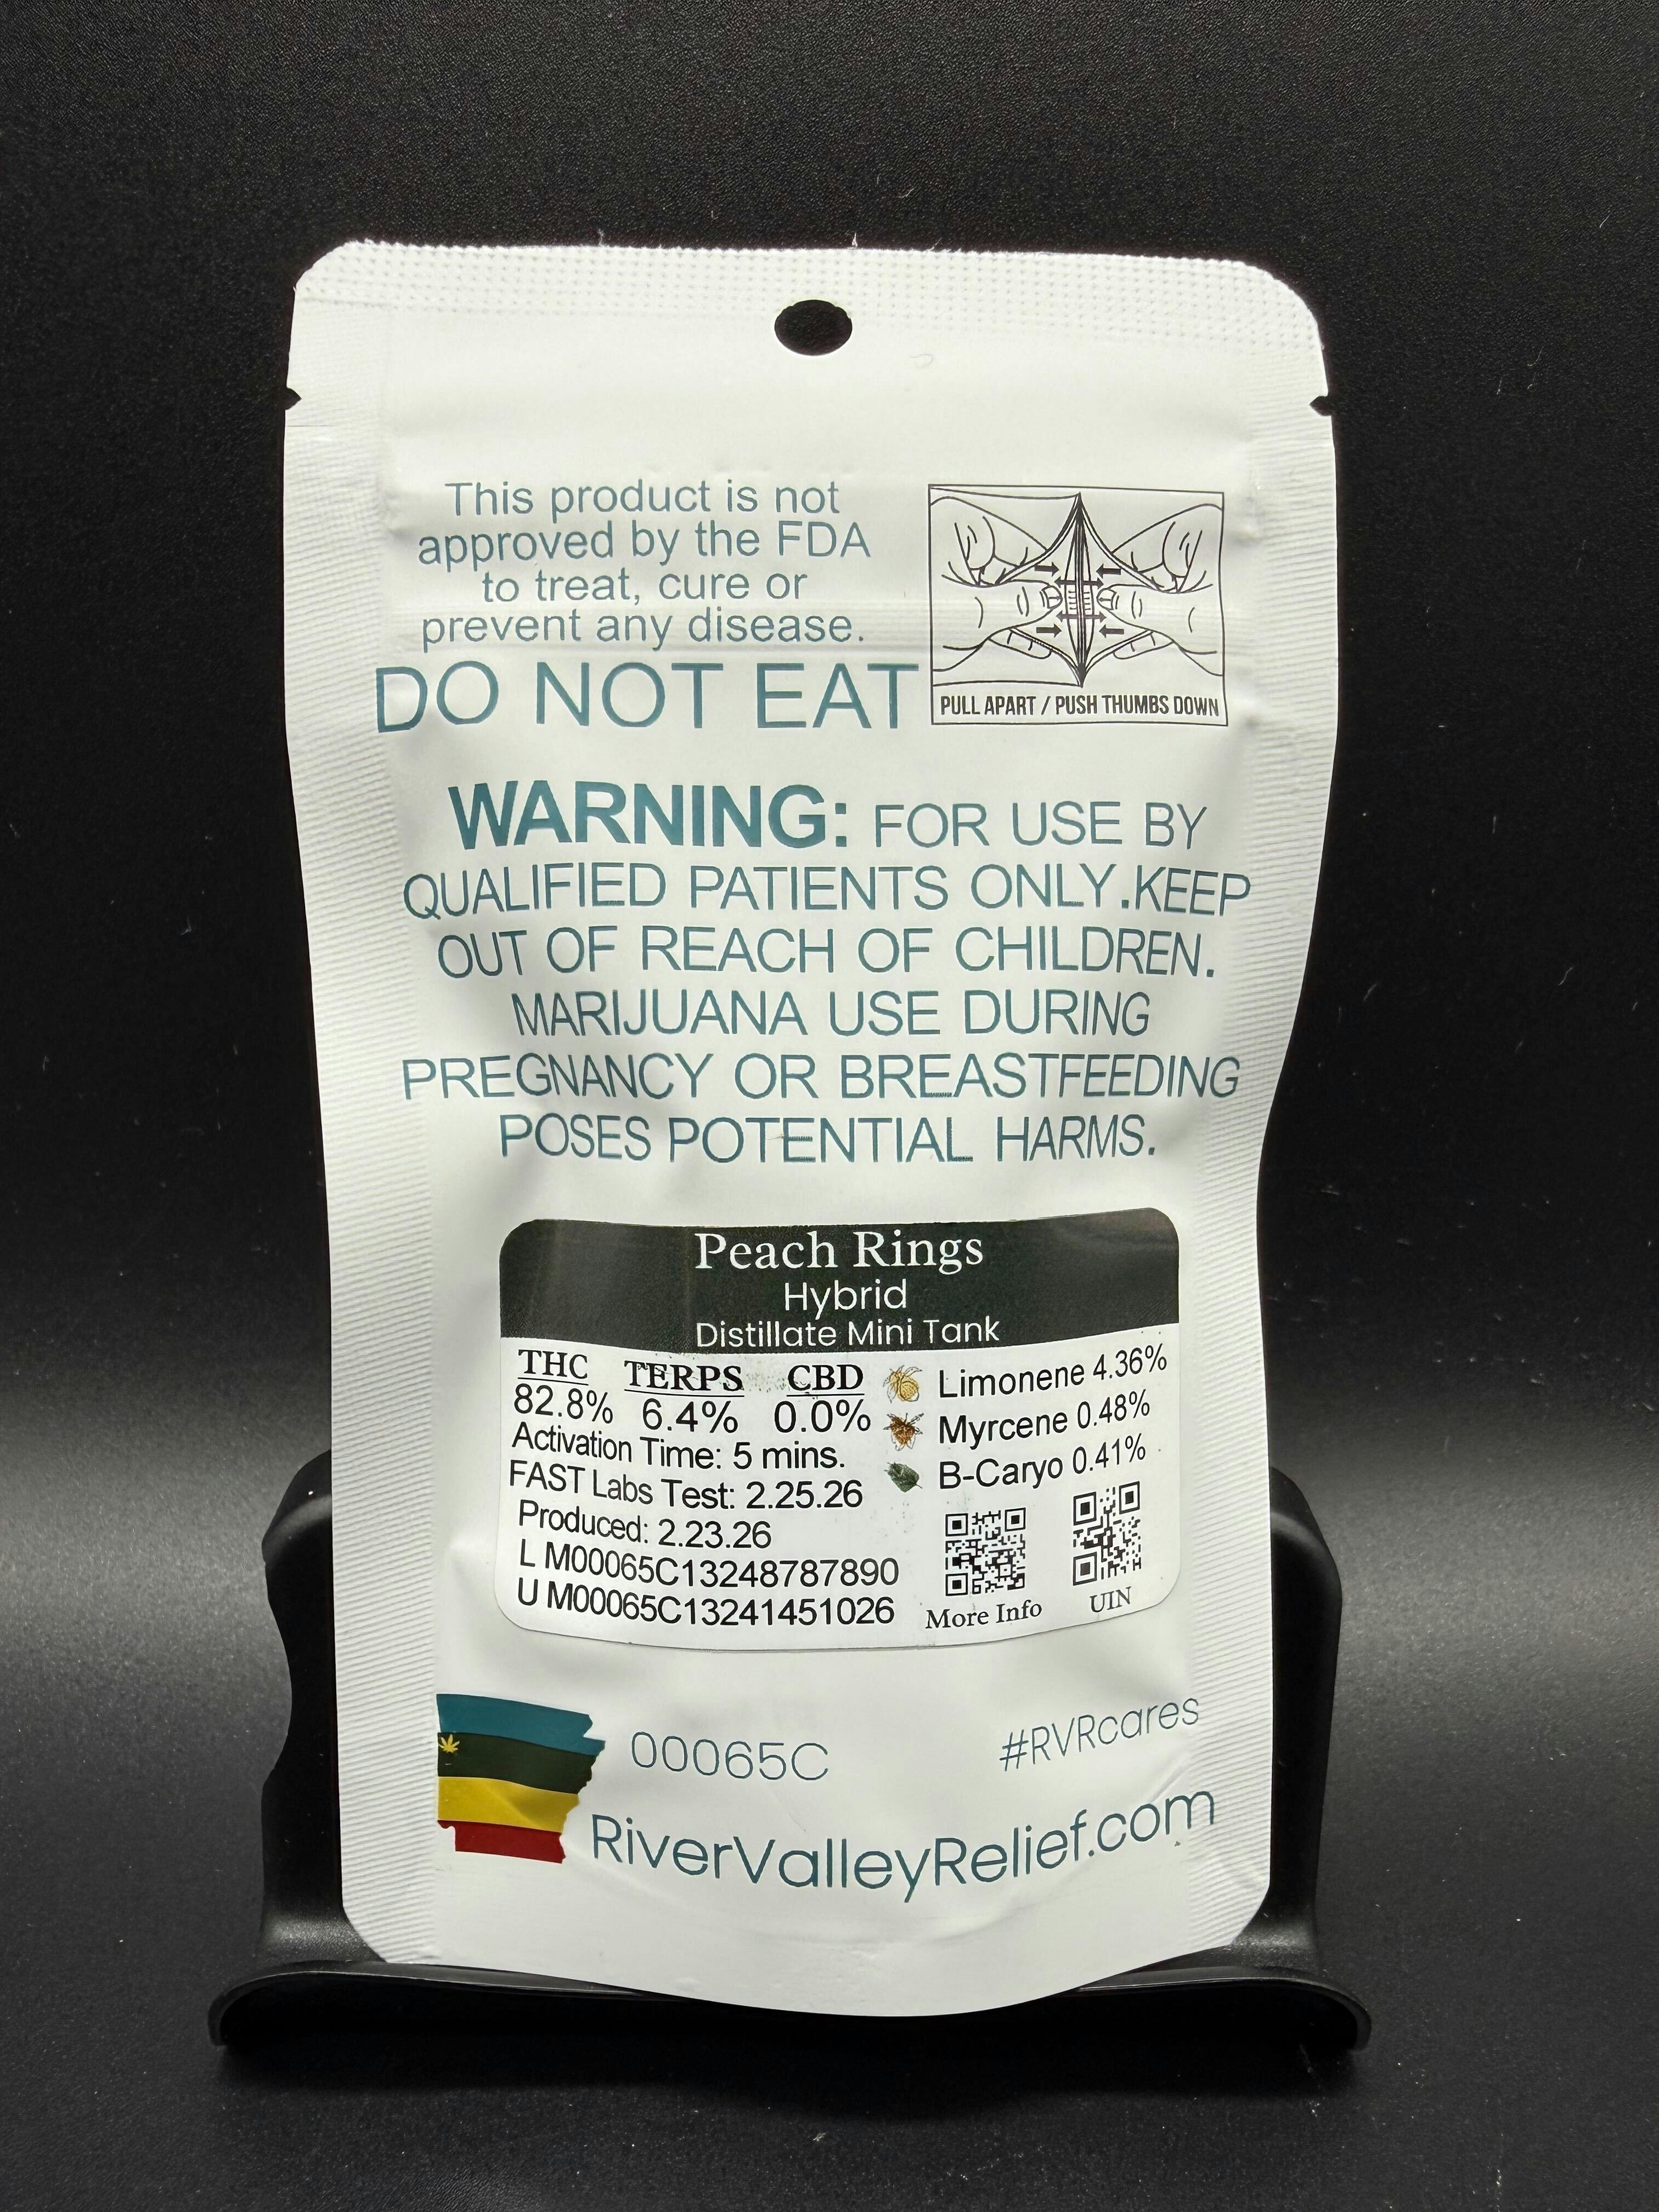 This product is not
approved by the FDA
to treat, cure or
prevent any disease.
DO NOT EAT
PULL APART / PUSH THUMBS DOWN
WARNING: FOR USE BY
QUALIFIED PATIENTS ONLY.KEEP
OUT OF REACH OF CHILDREN.
MARIJUANA USE DURING
PREGNANCY OR BREASTFEEDING
POSES POTENTIAL HARMS.
Peach Rings
Hybrid
Distillate Mini Tank
THC TERPS CBD
82.8% 6.4% 0.0%
Activation Time: 5 mins.
FAST Labs Test: 2.25.26
Produced: 2.23.26
L M00065C13248787890
U M00065C13241451026
Limonene 4.36%
Myrcene 0.48%
B-Caryo 0.41%
More Info
UIN
00065C
#RVRcares
RiverValleyRelief.com